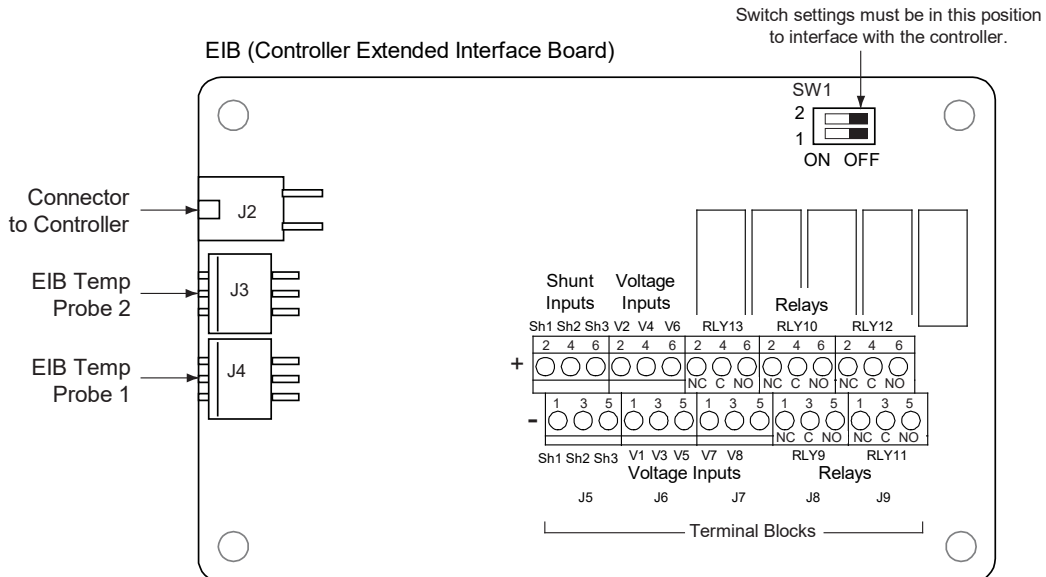 Switch settings must be in this position
to interface with the controller.
EIB (Controller Extended Interface Board)
SW1
2
1
ON OFF
Connector
to Controller
J2
EIB Temp
Probe 2
J3
EIB Temp
Probe 1
J4
Shunt
Inputs
Voltage
Inputs
Relays
Sh1 Sh2 Sh3 V2 V4 V6 RLY13 RLY10 RLY12
+ 2 4 6 2 4 6 2 4 6 2 4 6 2 4 6
NC C NO NC C NO NC C NO
- 1 3 5 1 3 5 1 3 5 1 3 5 1 3 5
NC C NO NC C NO
Sh1 Sh2 Sh3 V1 V3 V5 V7 V8 RLY9 RLY11
Voltage Inputs Relays
J5 J6 J7 J8 J9
Terminal Blocks